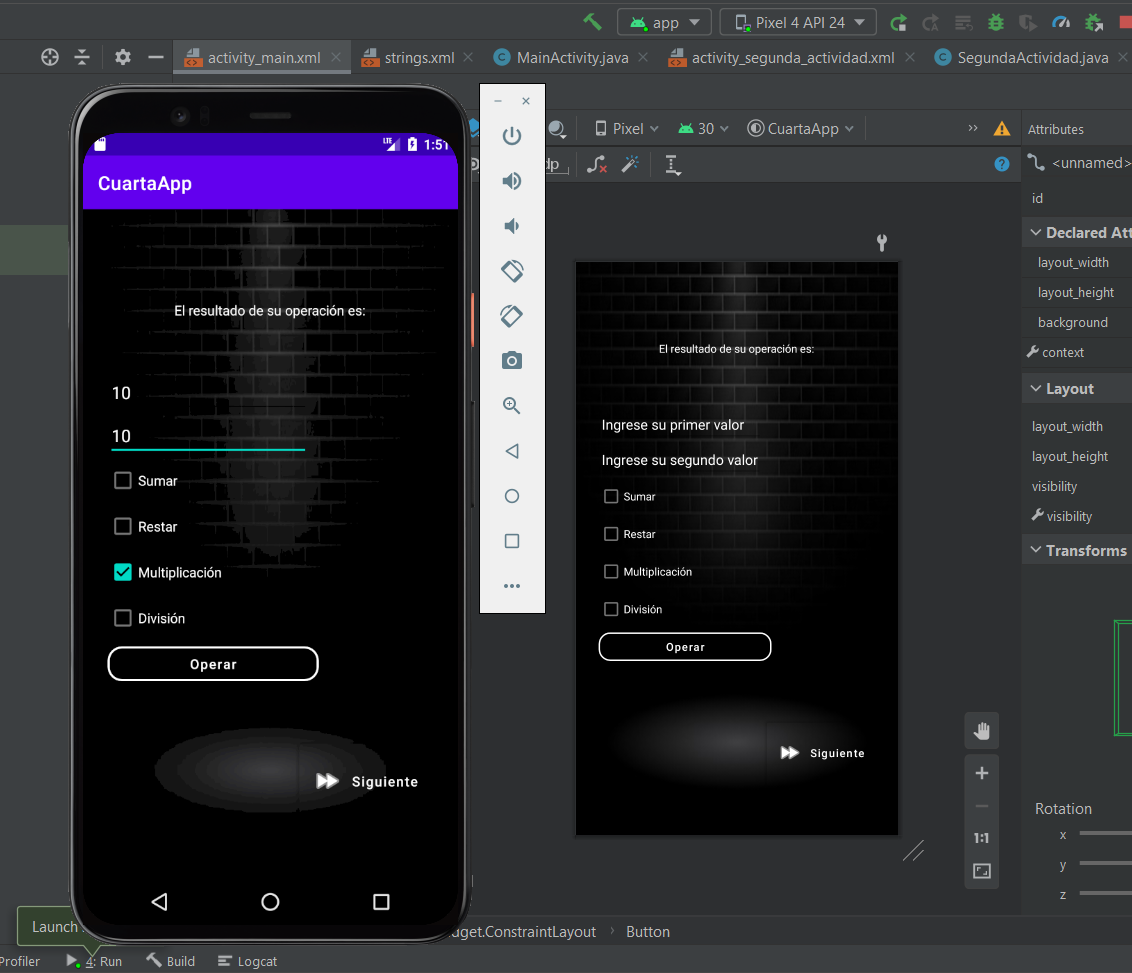 app
Pixel 4 API 24
activity_main.xml
strings.xml
MainActivity.java
activity_segunda_actividad.xml
SegundaActividad.java
LTE
1:51
CuartaApp
El resultado de su operación es:
10
10
Sumar
Restar
Multiplicación
División
Operar
Siguiente
Pixel
30
CuartaApp
dp
El resultado de su operación es:
Ingrese su primer valor
Ingrese su segundo valor
Sumar
Restar
Multiplicación
División
Operar
Siguiente
1:1
Attributes
<unnamed>
id
Declared Att
layout_width
layout_height
background
context
Layout
layout_width
layout_height
visibility
visibility
Transforms
Rotation
x
y
z
Launch
dget.ConstraintLayout
Button
Profiler
4: Run
Build
Logcat